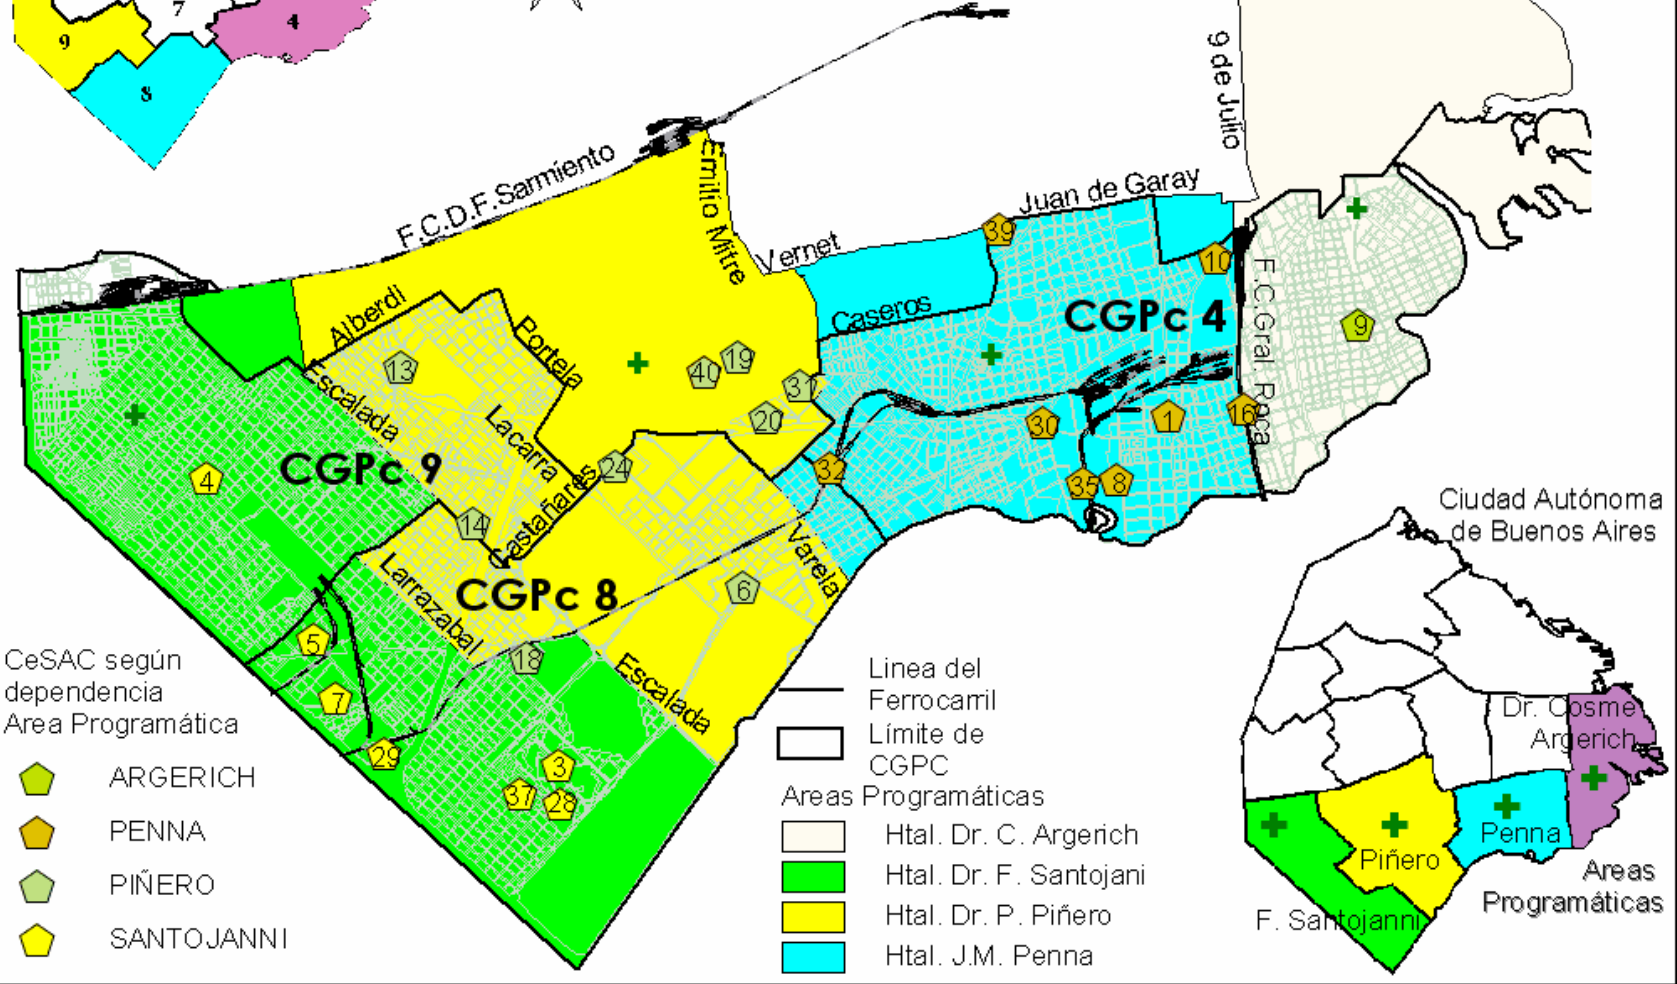 7
4
9
8
9 de Julio
F.C.D.F.Sarmiento
Emilio Mitre
Juan de Garay
Vernet
39
10
Alberdi
Portela
Caseros
CGPc 4
F.C.Gral. Roca
9
13
40
19
31
20
Escalada
Lacarra
CGPc 9
4
24
Castañares
32
30
1
16
35
8
14
Varela
CGPc 8
Larrazabal
6
5
18
7
Escalada
29
3
37
28
CeSAC según
dependencia
Area Programática
ARGERICH
PENNA
PIÑERO
SANTOJANNI
Linea del
Ferrocarril
Límite de
CGPC
Areas Programáticas
Htal. Dr. C. Argerich
Htal. Dr. F. Santojani
Htal. Dr. P. Piñero
Htal. J.M. Penna
Ciudad Autónoma
de Buenos Aires
Dr. Cosme
Argerich
Penna
Piñero
F. Santojanni
Areas
Programáticas